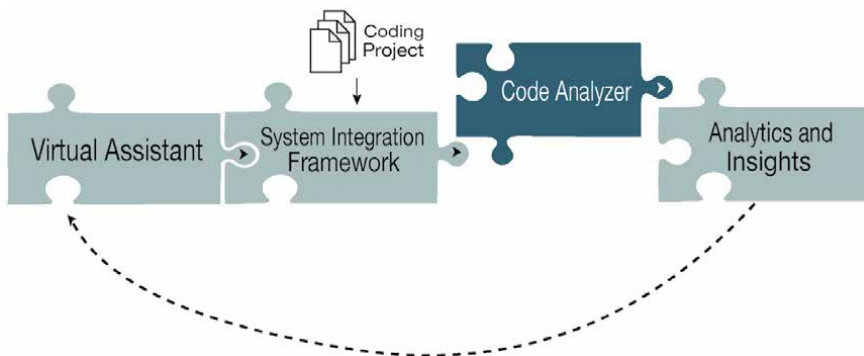 Coding
Project
Virtual Assistant
System Integration
Framework
Code Analyzer
Analytics and
Insights